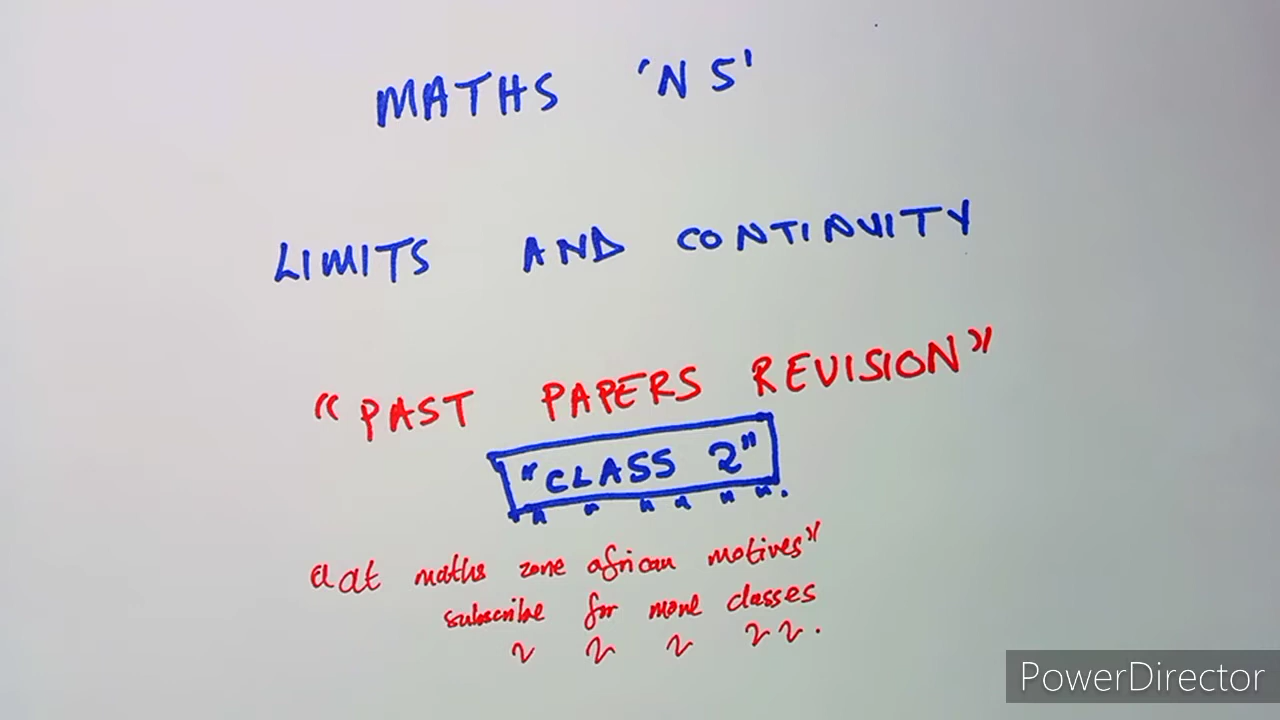 MATHS 'N 5'
LIMITS AND CONTINUITY
"PAST PAPERS REVISION"
"CLASS 2"
"at maths zone african motives"
subscribe for more classes
PowerDirector